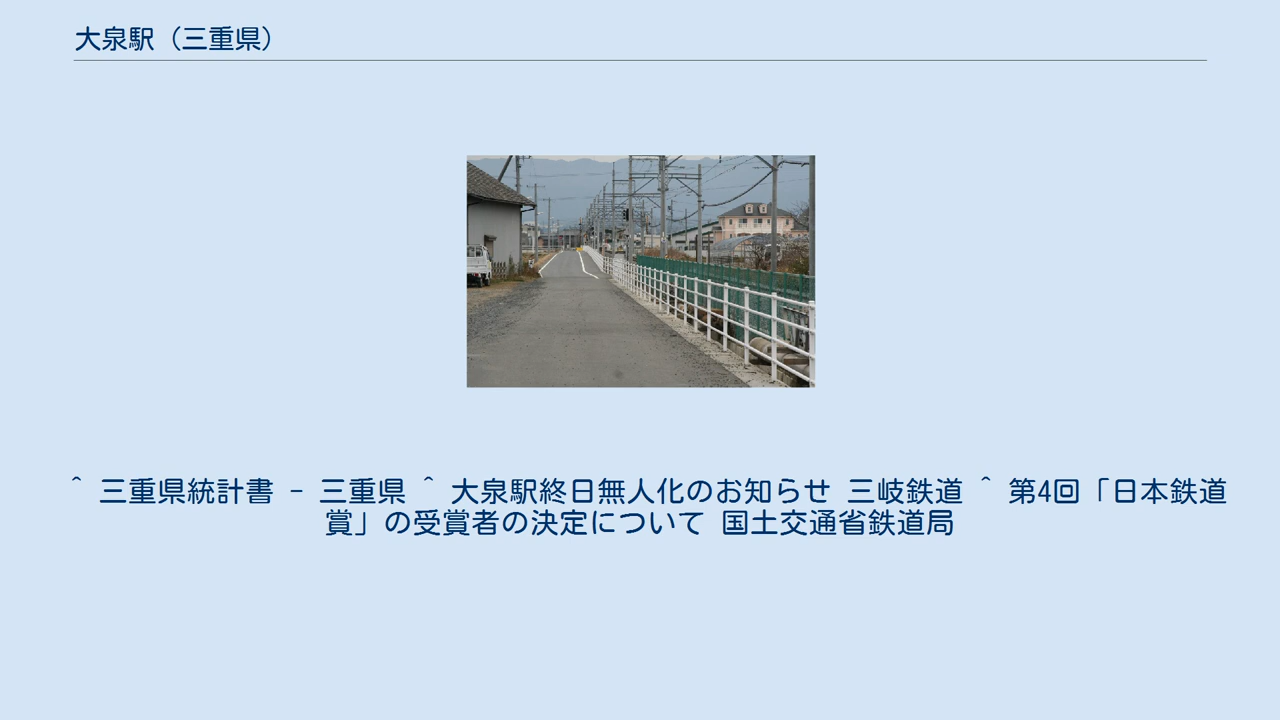 大泉駅（三重県）
^ 三重県統計書 － 三重県 ^ 大泉駅終日無人化のお知らせ 三岐鉄道 ^ 第4回「日本鉄道
賞」の受賞者の決定について 国土交通省鉄道局